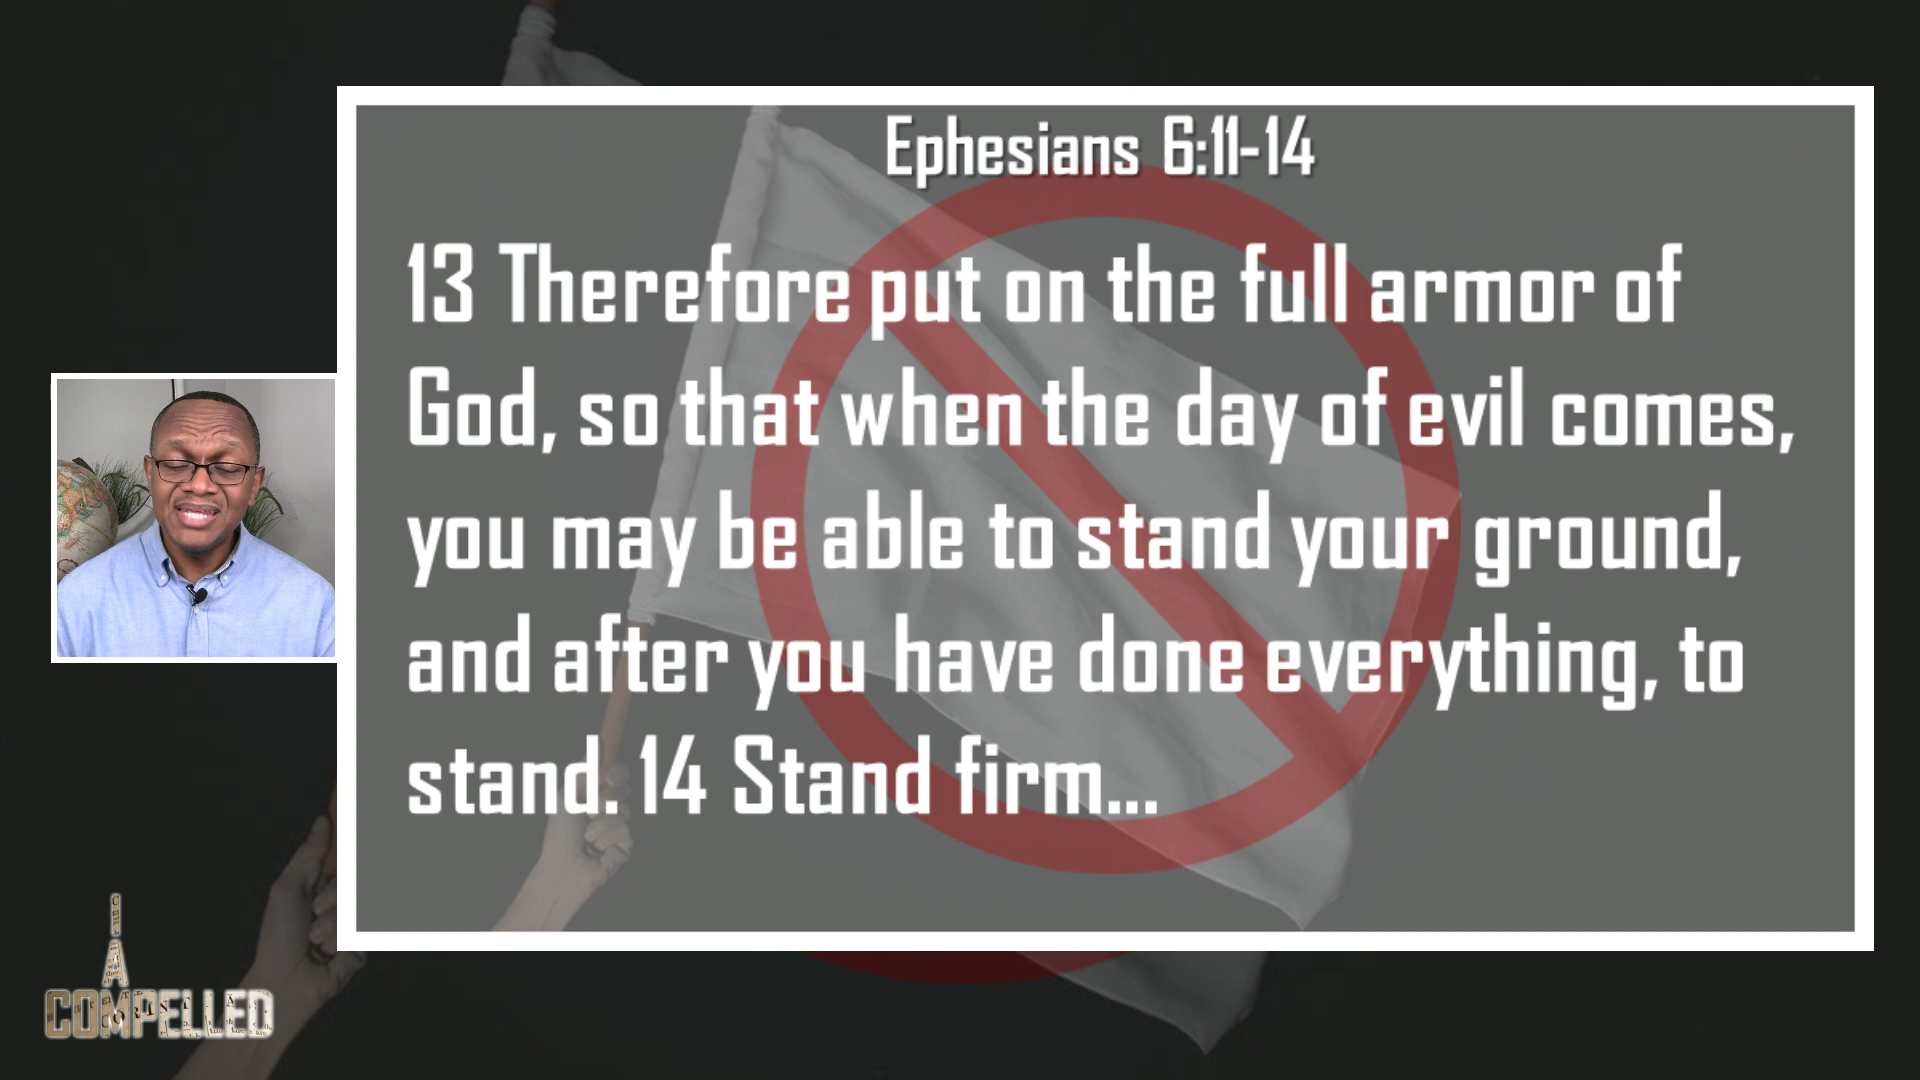 Ephesians 6:11-14
13 Therefore put on the full armor of
God, so that when the day of evil comes,
you may be able to stand your ground,
and after you have done everything, to
stand. 14 Stand firm...
COMPELLED